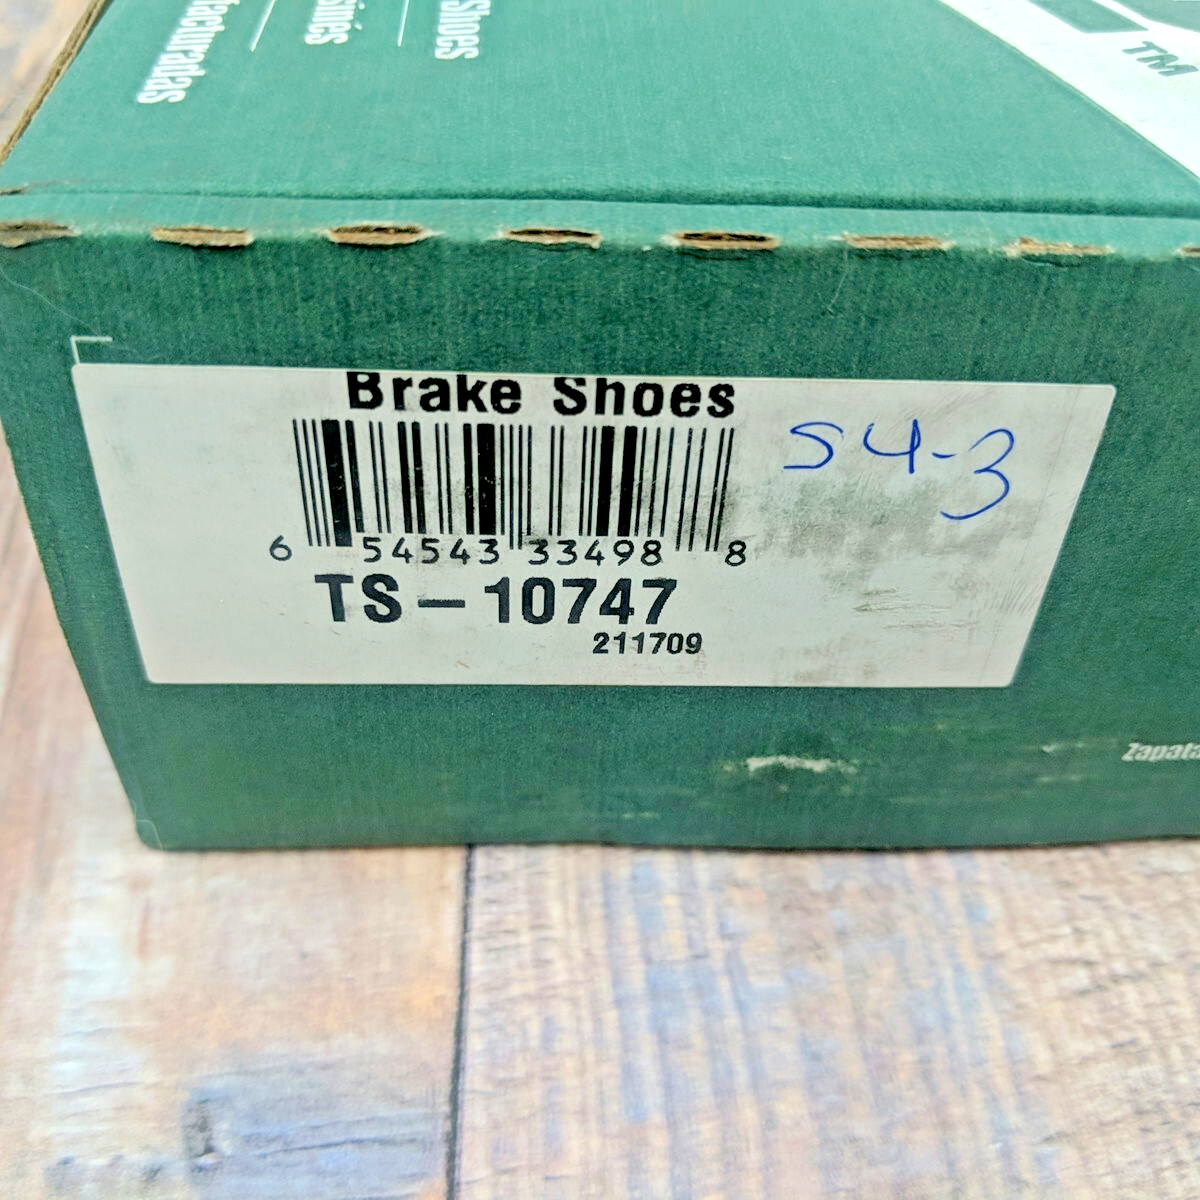 Shoes
facturadas
TM
Brake Shoes
S4-3
6 54543 33498 8
TS-10747
211709
Zapata